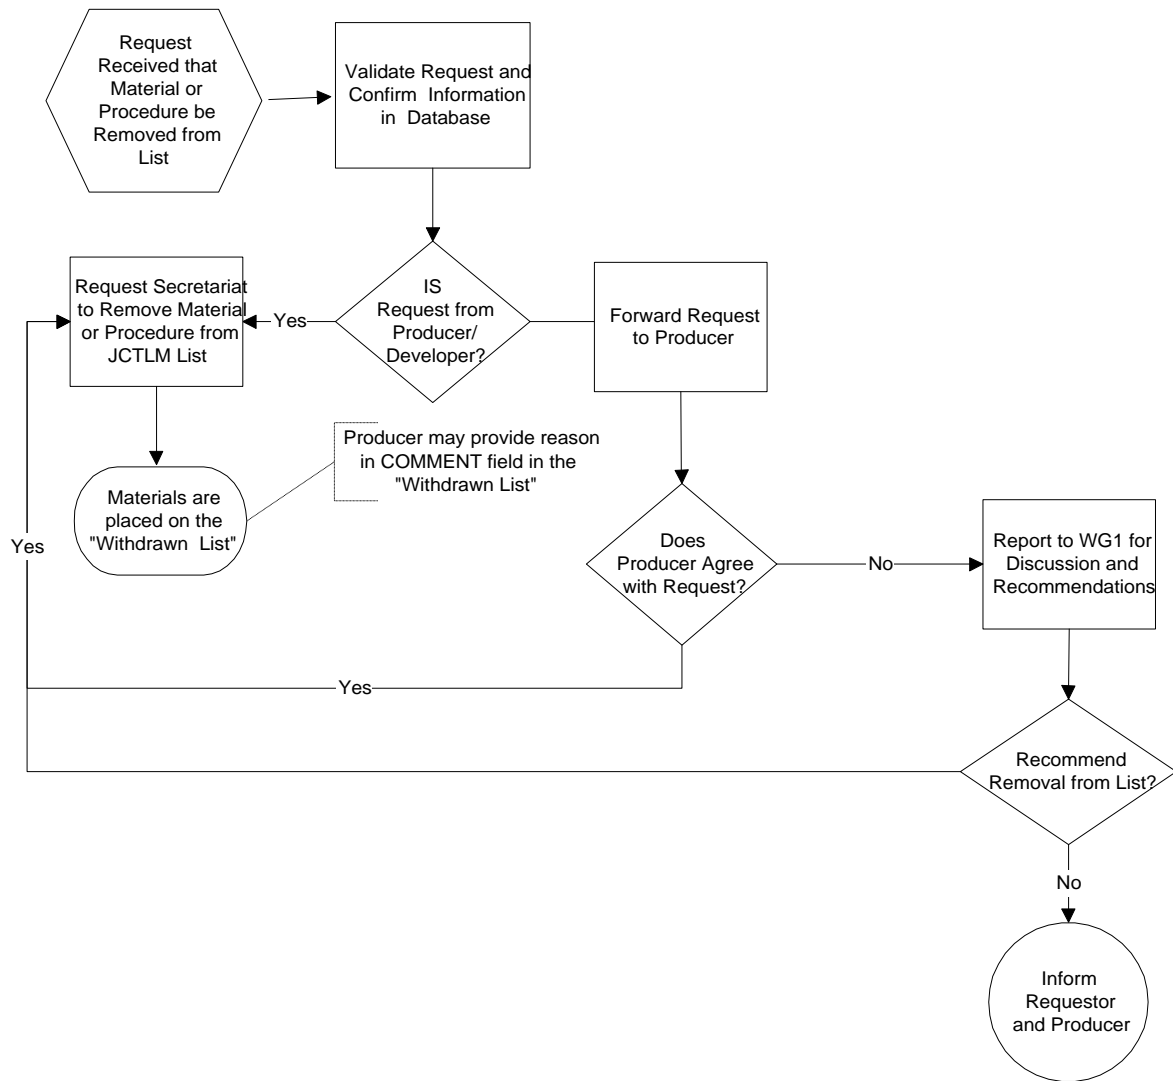 Request
Received that
Material or
Procedure be
Removed from
List
Validate Request and
Confirm Information
in Database
IS
Request from
Producer/
Developer?
Yes
Request Secretariat
to Remove Material
or Procedure from
JCTLM List
Forward Request
to Producer
Producer may provide reason
in COMMENT field in the
"Withdrawn List"
Materials are
placed on the
"Withdrawn List"
Yes
Does
Producer Agree
with Request?
No
Report to WG1 for
Discussion and
Recommendations
Yes
Recommend
Removal from List?
No
Inform
Requestor
and Producer